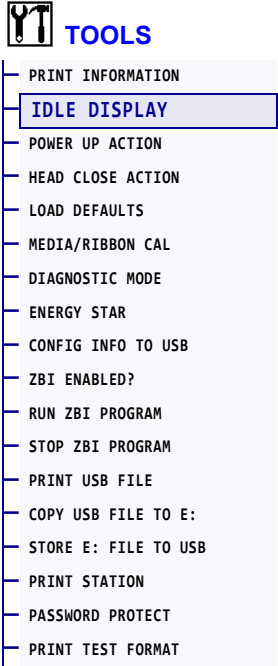 TOOLS
PRINT INFORMATION
IDLE DISPLAY
POWER UP ACTION
HEAD CLOSE ACTION
LOAD DEFAULTS
MEDIA/RIBBON CAL
DIAGNOSTIC MODE
ENERGY STAR
CONFIG INFO TO USB
ZBI ENABLED?
RUN ZBI PROGRAM
STOP ZBI PROGRAM
PRINT USB FILE
COPY USB FILE TO E:
STORE E: FILE TO USB
PRINT STATION
PASSWORD PROTECT
PRINT TEST FORMAT